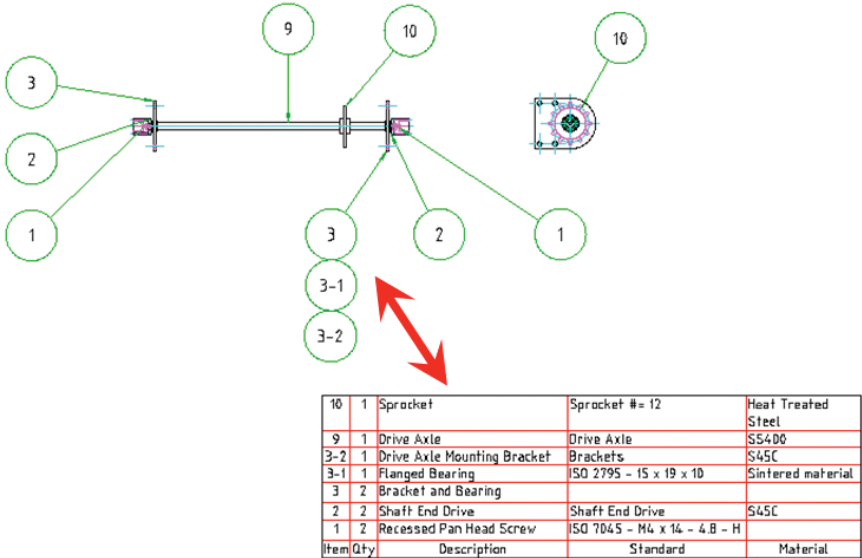 9
10
10
3
2
1
3
2
1
3-1
3-2
10 1 Sprocket Sprocket #= 12 Heat Treated
Steel
9 1 Drive Axle Drive Axle SS400
3-2 1 Drive Axle Mounting Bracket Brackets S45C
3-1 1 Flanged Bearing ISO 2795 - 15 x 19 x 10 Sintered material
3 2 Bracket and Bearing
2 2 Shaft End Drive Shaft End Drive S45C
1 2 Recessed Pan Head Screw ISO 7045 - M4 x 14 - 4.8 - H
Item Qty Description Standard Material